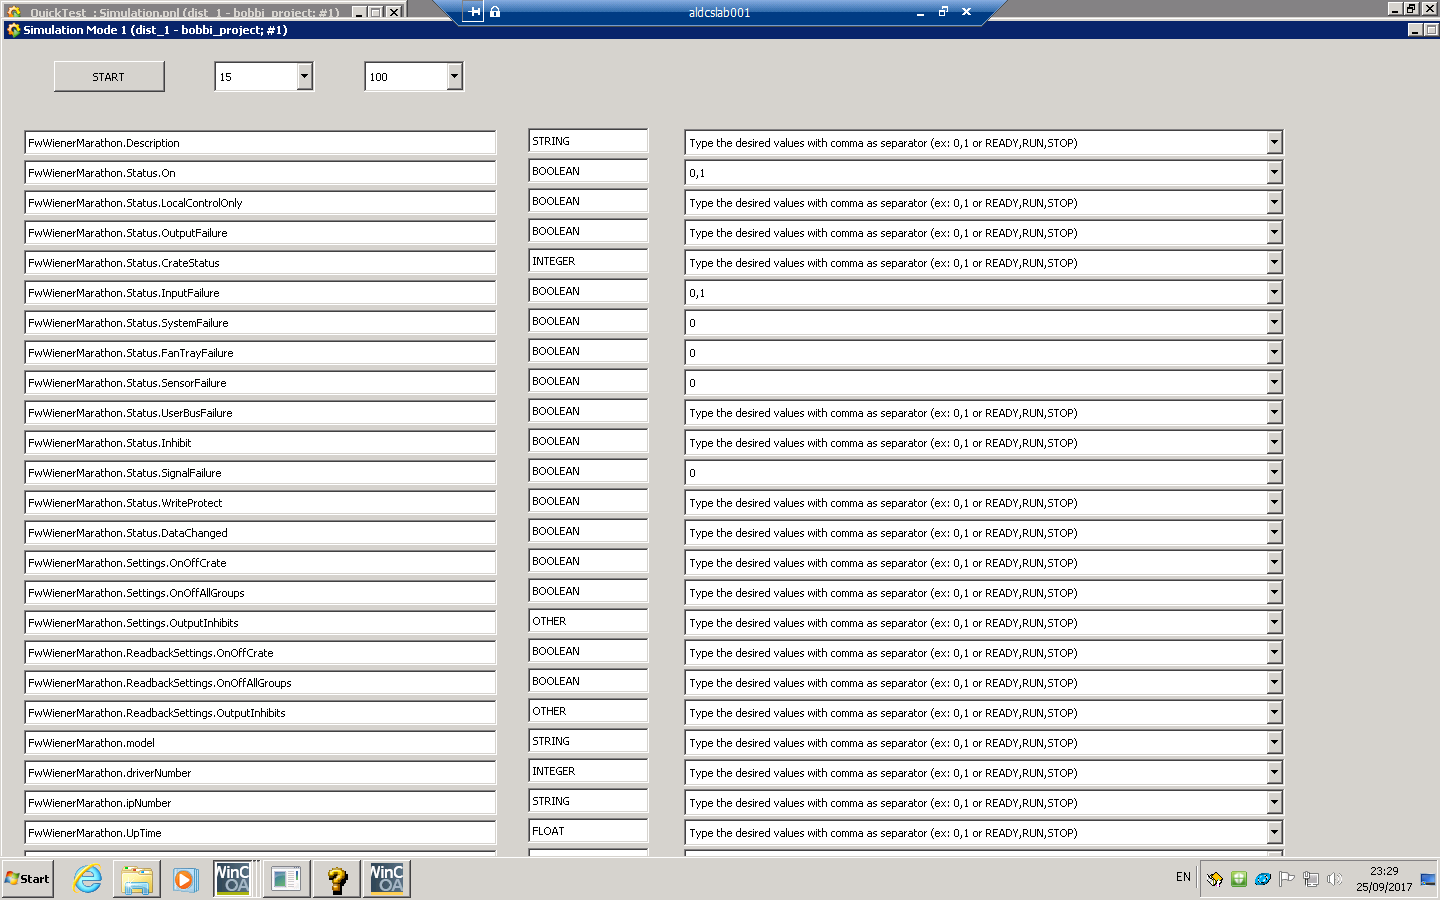 QuickTest_: Simulation.pnl (dist_1 - bobbi_project; #1)
aldcslab001
Simulation Mode 1 (dist_1 - bobbi_project; #1)
START 15 100
FwWienerMarathon.Description STRING Type the desired values with comma as separator (ex: 0,1 or READY,RUN,STOP)
FwWienerMarathon.Status.On BOOLEAN 0,1
FwWienerMarathon.Status.LocalControlOnly BOOLEAN Type the desired values with comma as separator (ex: 0,1 or READY,RUN,STOP)
FwWienerMarathon.Status.OutputFailure BOOLEAN Type the desired values with comma as separator (ex: 0,1 or READY,RUN,STOP)
FwWienerMarathon.Status.CrateStatus INTEGER Type the desired values with comma as separator (ex: 0,1 or READY,RUN,STOP)
FwWienerMarathon.Status.InputFailure BOOLEAN 0,1
FwWienerMarathon.Status.SystemFailure BOOLEAN 0
FwWienerMarathon.Status.FanTrayFailure BOOLEAN 0
FwWienerMarathon.Status.SensorFailure BOOLEAN 0
FwWienerMarathon.Status.UserBusFailure BOOLEAN Type the desired values with comma as separator (ex: 0,1 or READY,RUN,STOP)
FwWienerMarathon.Status.Inhibit BOOLEAN Type the desired values with comma as separator (ex: 0,1 or READY,RUN,STOP)
FwWienerMarathon.Status.SignalFailure BOOLEAN 0
FwWienerMarathon.Status.WriteProtect BOOLEAN Type the desired values with comma as separator (ex: 0,1 or READY,RUN,STOP)
FwWienerMarathon.Status.DataChanged BOOLEAN Type the desired values with comma as separator (ex: 0,1 or READY,RUN,STOP)
FwWienerMarathon.Settings.OnOffCrate BOOLEAN Type the desired values with comma as separator (ex: 0,1 or READY,RUN,STOP)
FwWienerMarathon.Settings.OnOffAllGroups BOOLEAN Type the desired values with comma as separator (ex: 0,1 or READY,RUN,STOP)
FwWienerMarathon.Settings.OutputInhibits OTHER Type the desired values with comma as separator (ex: 0,1 or READY,RUN,STOP)
FwWienerMarathon.ReadbackSettings.OnOffCrate BOOLEAN Type the desired values with comma as separator (ex: 0,1 or READY,RUN,STOP)
FwWienerMarathon.ReadbackSettings.OnOffAllGroups BOOLEAN Type the desired values with comma as separator (ex: 0,1 or READY,RUN,STOP)
FwWienerMarathon.ReadbackSettings.OutputInhibits OTHER Type the desired values with comma as separator (ex: 0,1 or READY,RUN,STOP)
FwWienerMarathon.model STRING Type the desired values with comma as separator (ex: 0,1 or READY,RUN,STOP)
FwWienerMarathon.driverNumber INTEGER Type the desired values with comma as separator (ex: 0,1 or READY,RUN,STOP)
FwWienerMarathon.ipNumber STRING Type the desired values with comma as separator (ex: 0,1 or READY,RUN,STOP)
FwWienerMarathon.UpTime FLOAT Type the desired values with comma as separator (ex: 0,1 or READY,RUN,STOP)
Start WinC OA WinC OA EN 23:29
25/09/2017